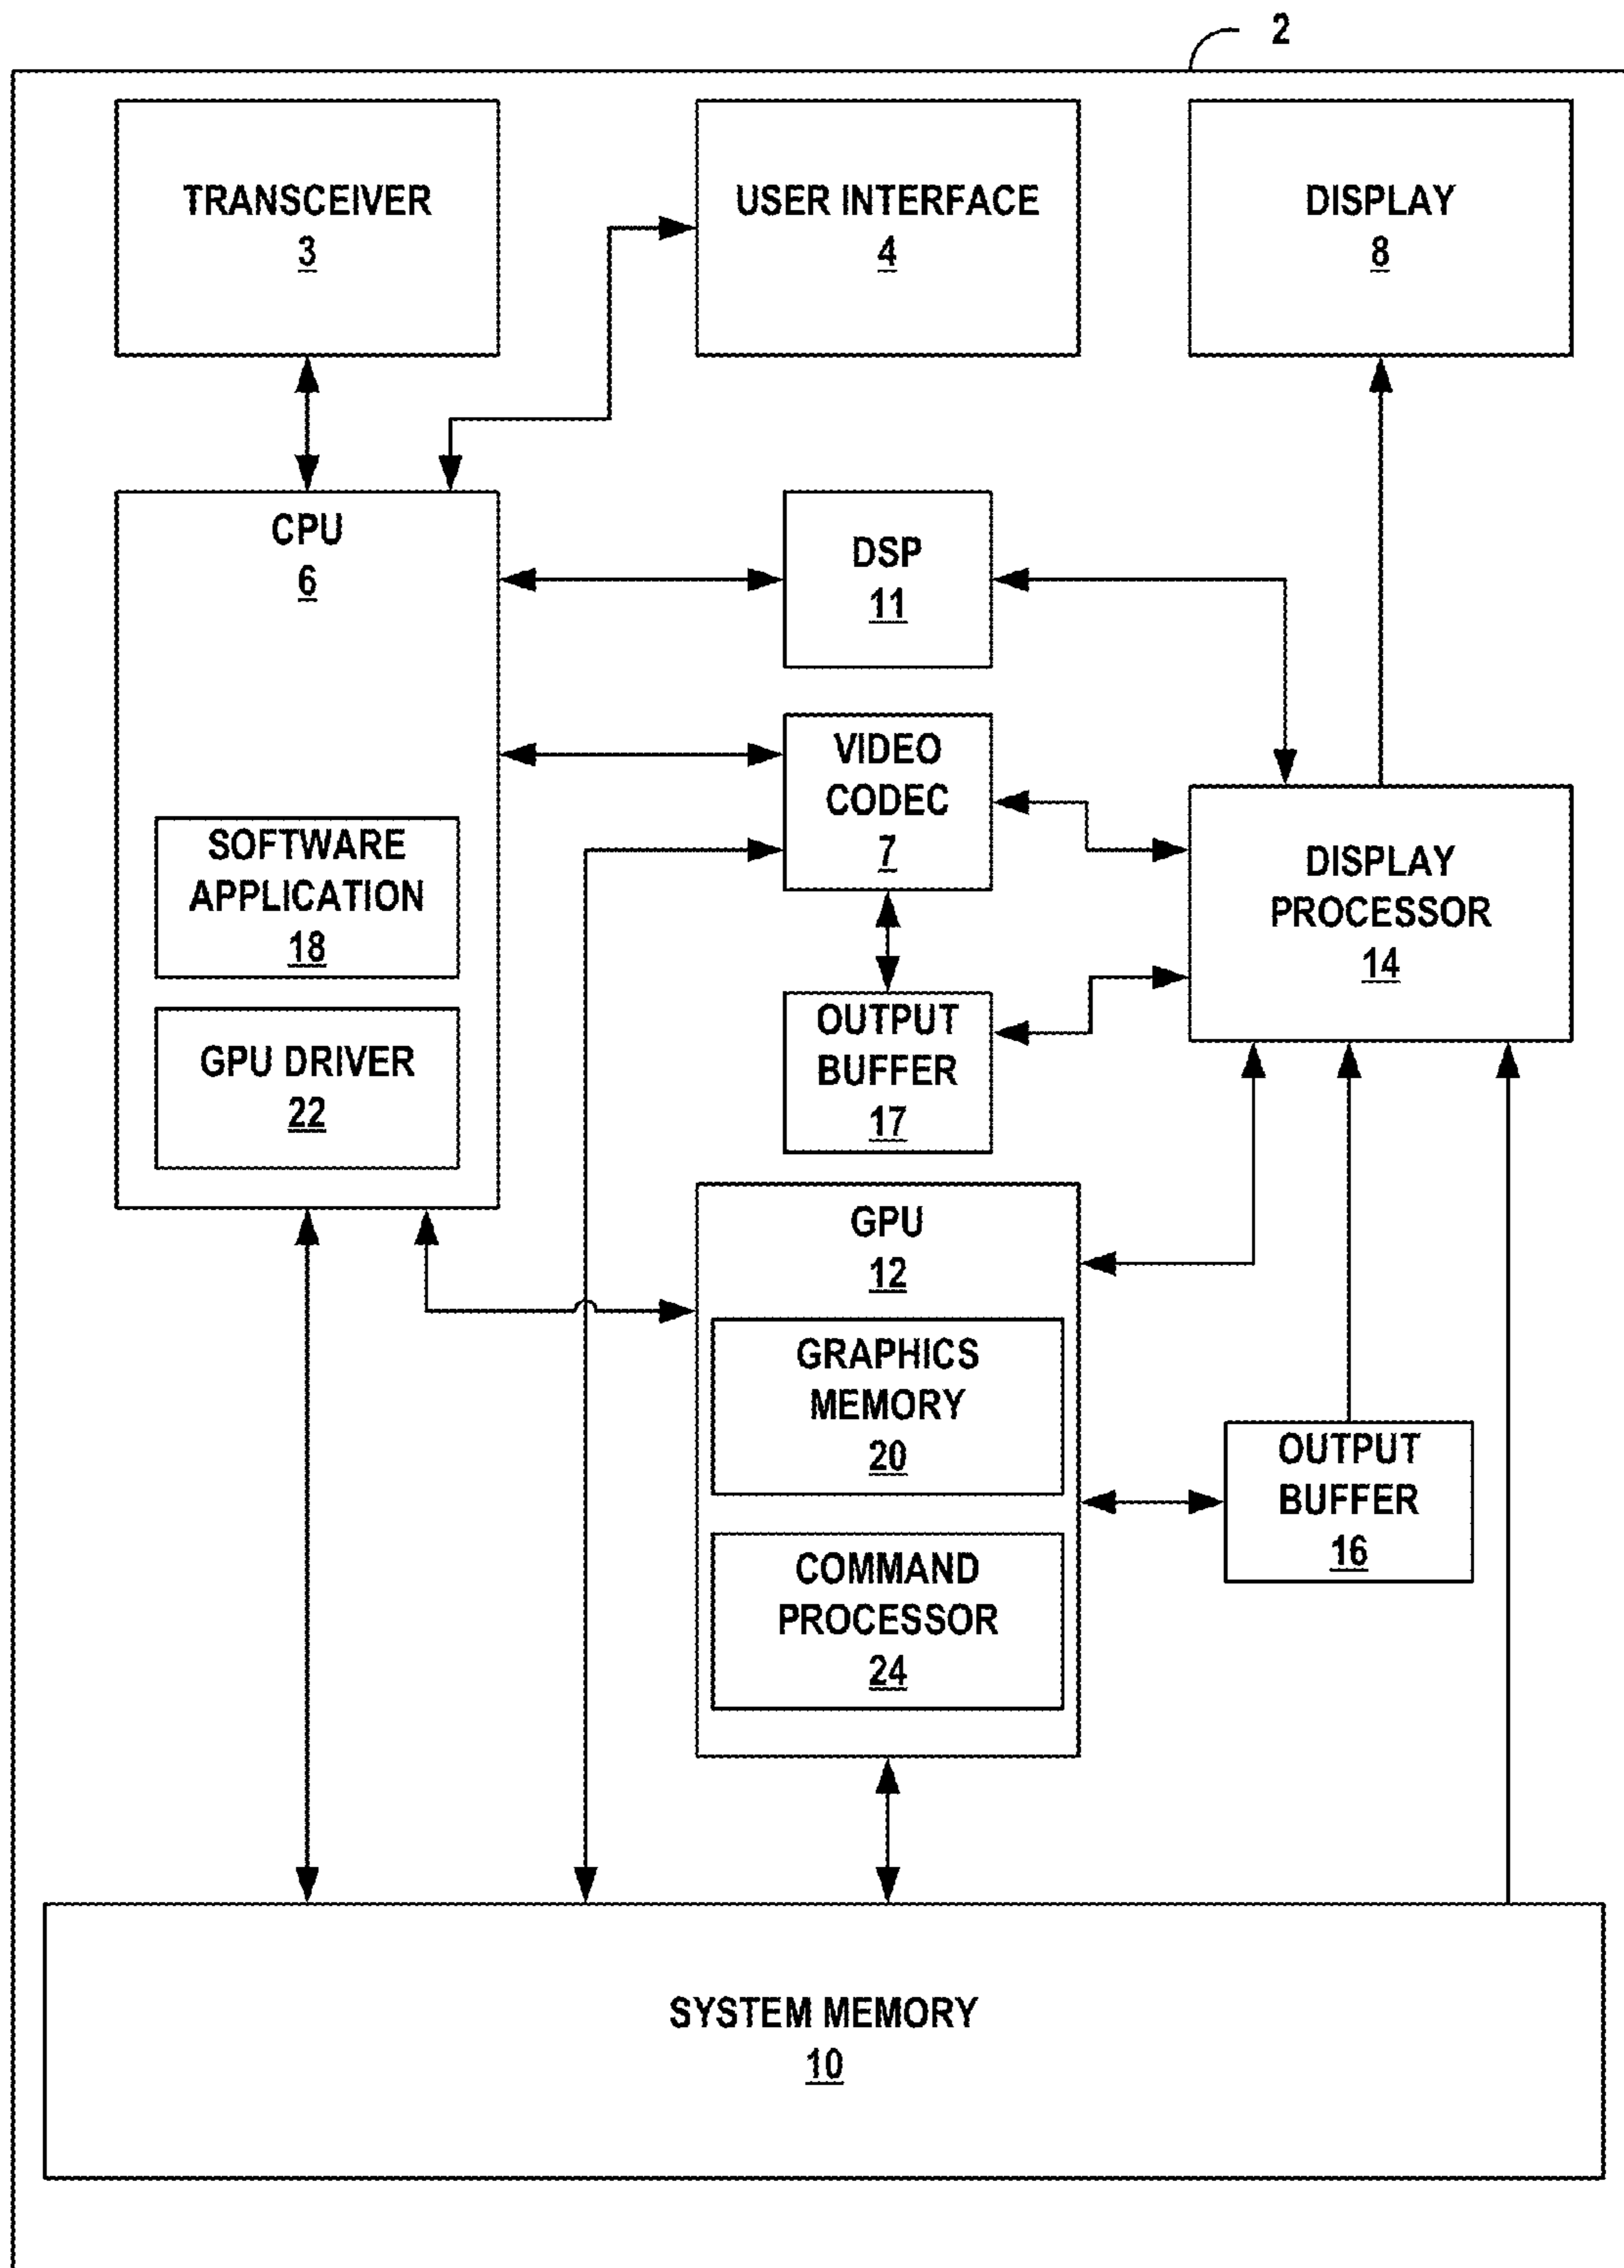 2
TRANSCEIVER
3
USER INTERFACE
4
DISPLAY
8
CPU
6
DSP
11
VIDEO
CODEC
7
SOFTWARE
APPLICATION
18
DISPLAY
PROCESSOR
14
GPU DRIVER
22
OUTPUT
BUFFER
17
GPU
12
GRAPHICS
MEMORY
20
OUTPUT
BUFFER
16
COMMAND
PROCESSOR
24
SYSTEM MEMORY
10